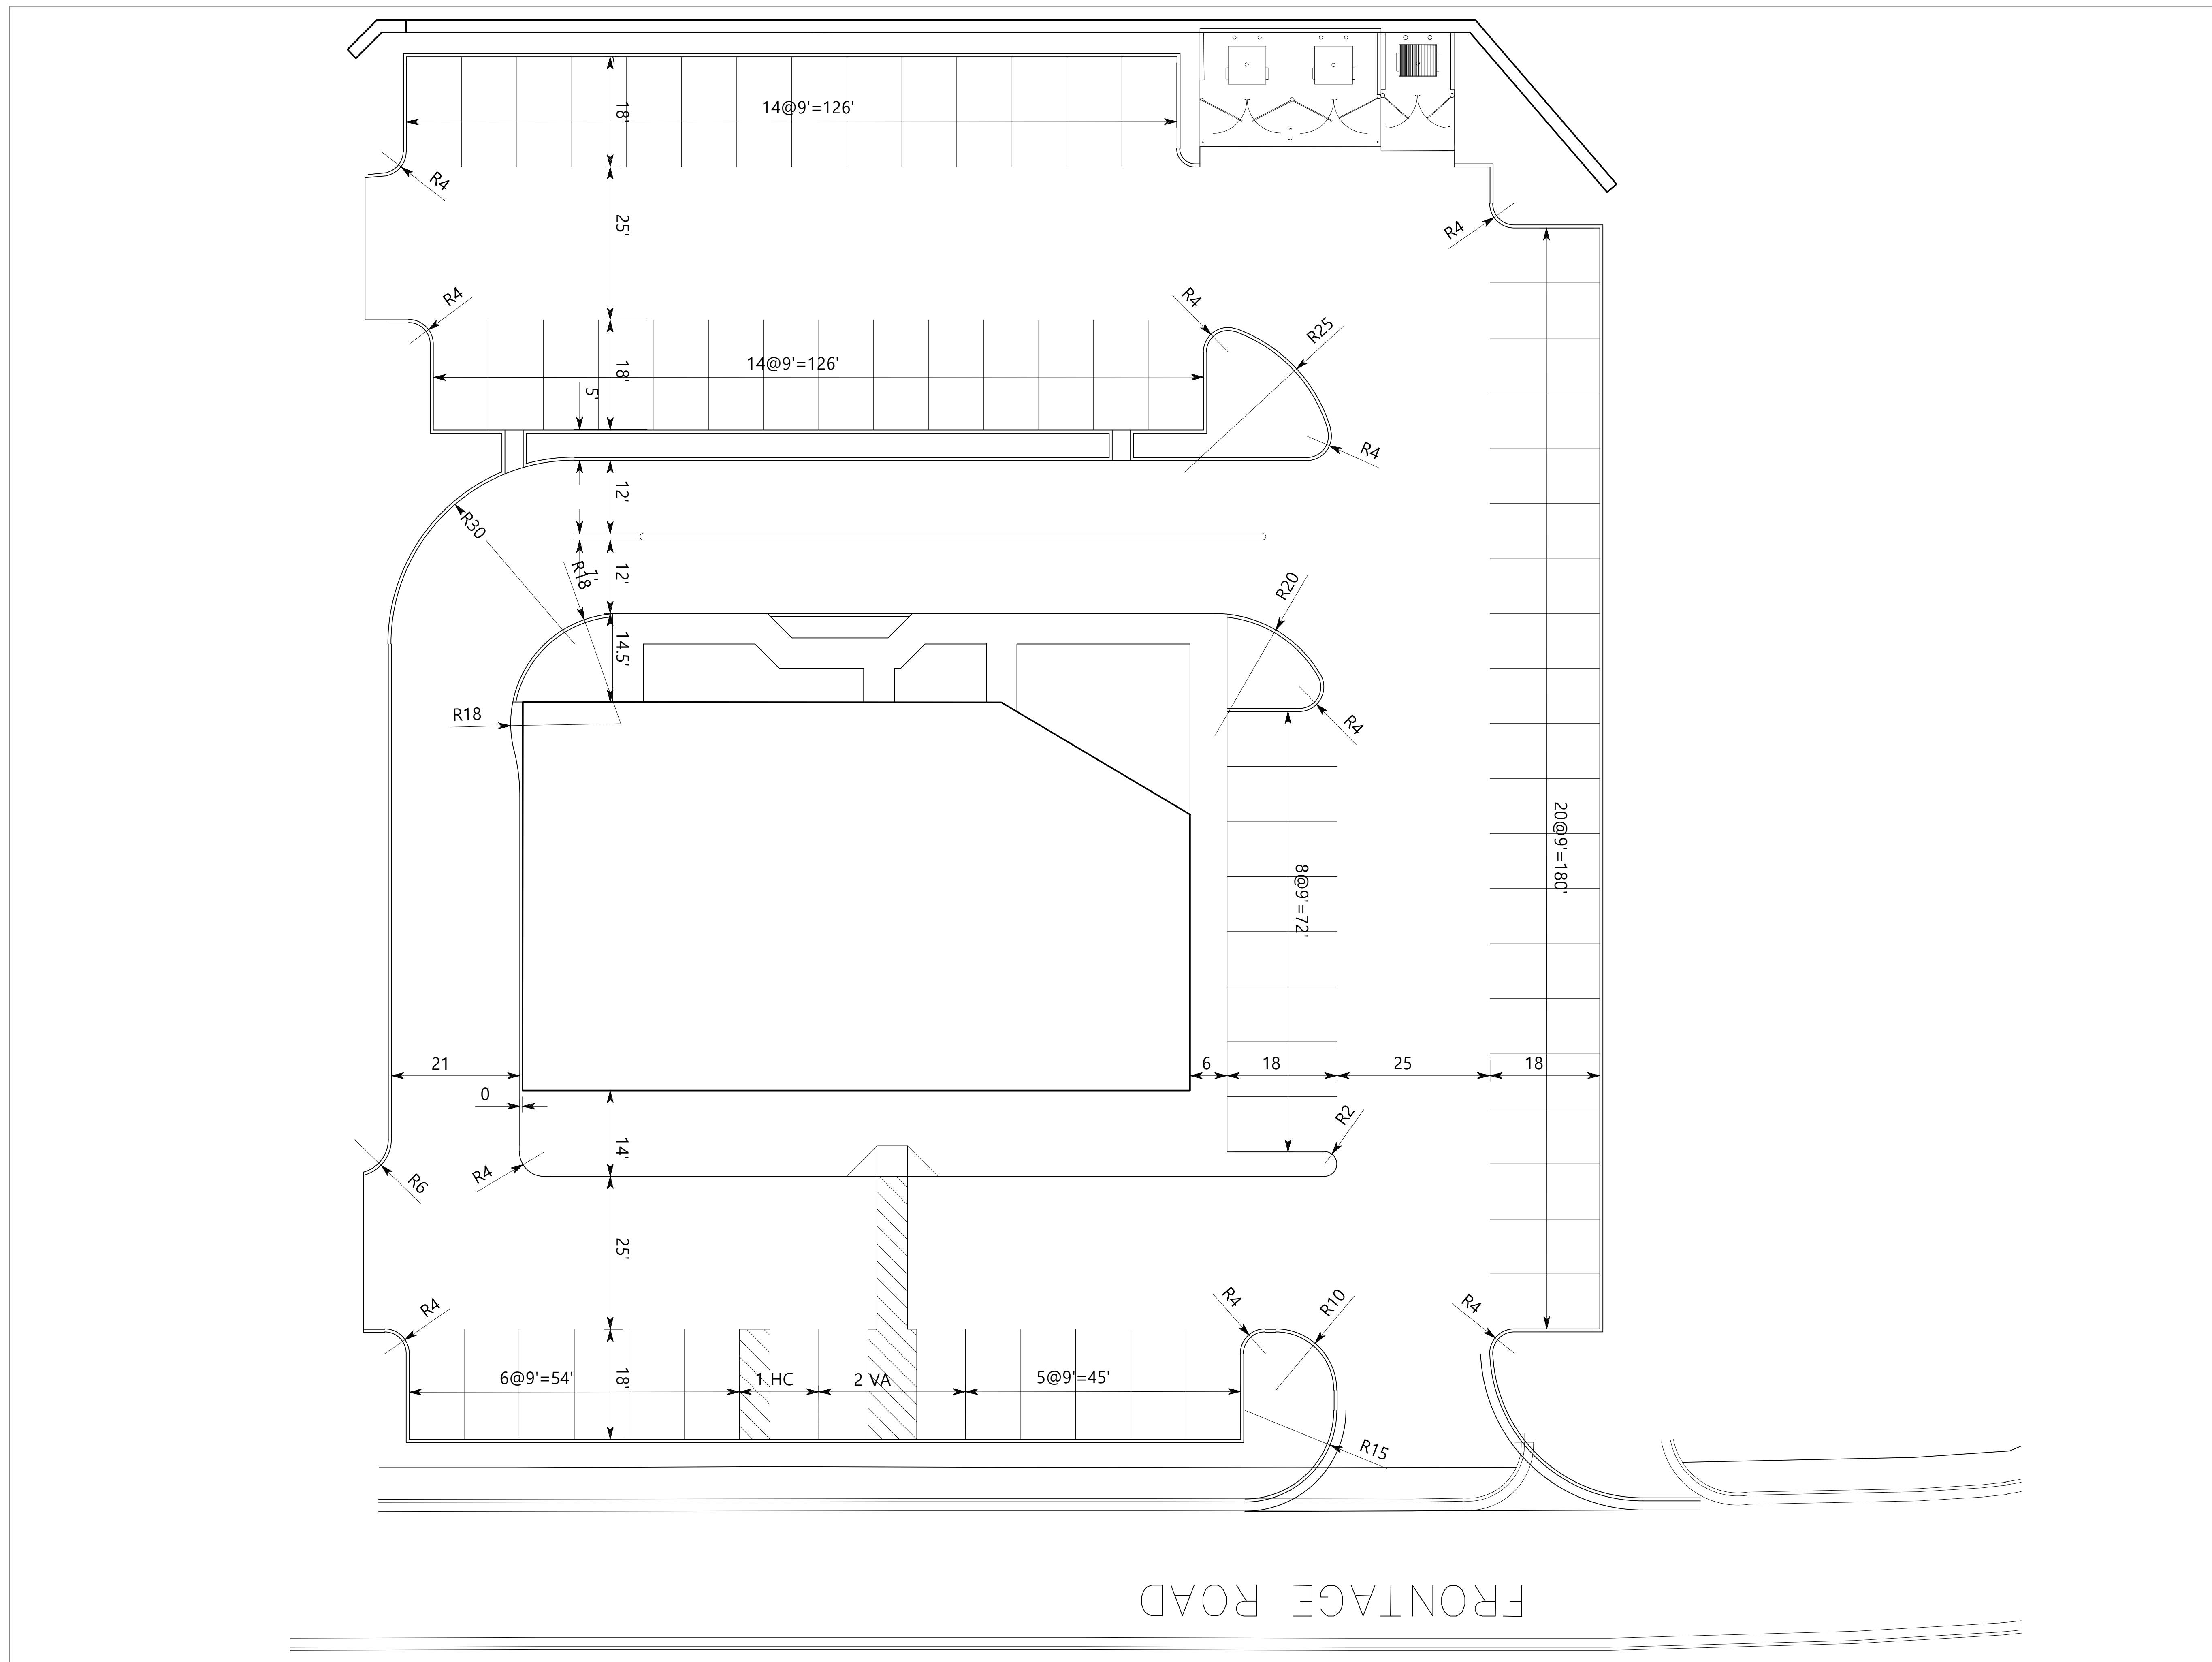 14@9'=126'
18'
R4
25'
R4
R4
R4
R25
14@9'=126'
18'
5'
R4
12'
R30
12'
1'
R18
R20
14.5'
R18
R4
20@9'=180'
8@9'=72'
21
6
18
25
18
0
R2
14'
R4
R6
25'
R4
R4
R10
R4
6@9'=54'
18'
1 HC
2 VA
5@9'=45'
R15
FRONTAGE ROAD